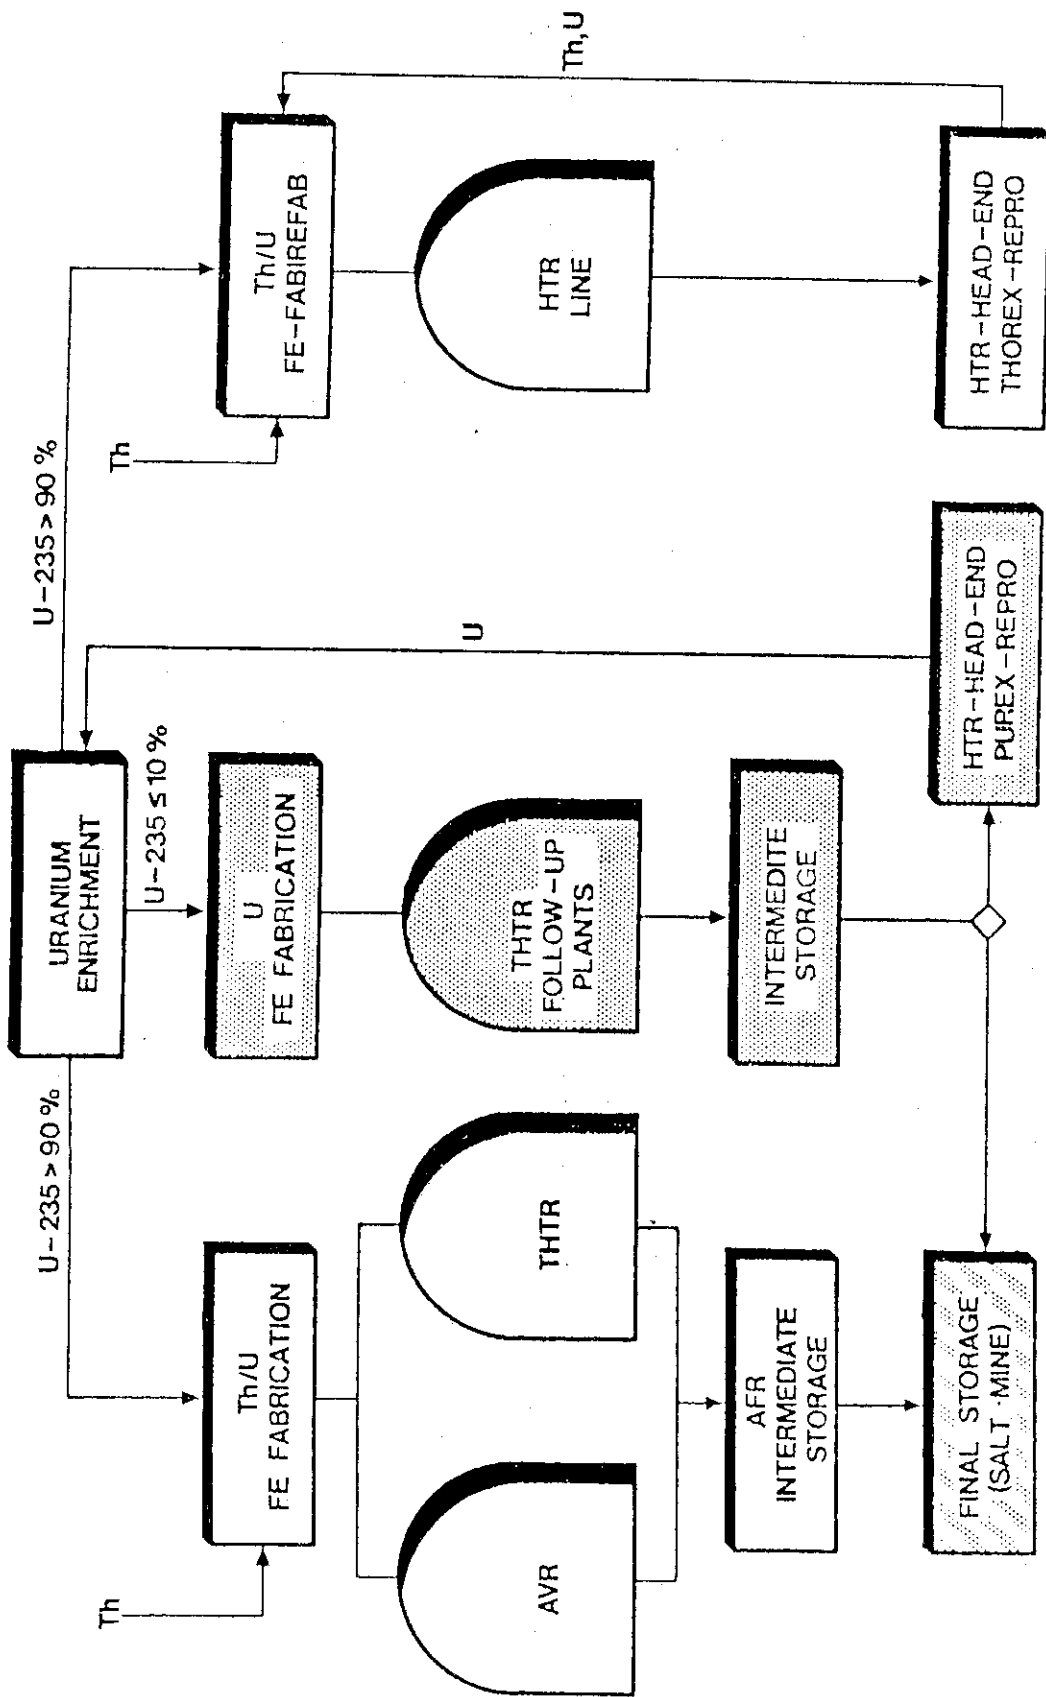 URANIUM
ENRICHMENT
U-235 > 90 %
U-235 ≤ 10 %
U-235 > 90 %
Th
Th/U
FE FABRICATION
U
FE FABRICATION
Th
Th/U
FE-FABIREFAB
AVR
THTR
THTR
FOLLOW-UP
PLANTS
HTR
LINE
U
Th,U
AFR
INTERMEDIATE
STORAGE
INTERMEDITE
STORAGE
FINAL STORAGE
(SALT -MINE)
HTR-HEAD-END
PUREX-REPRO
HTR-HEAD-END
THOREX-REPRO